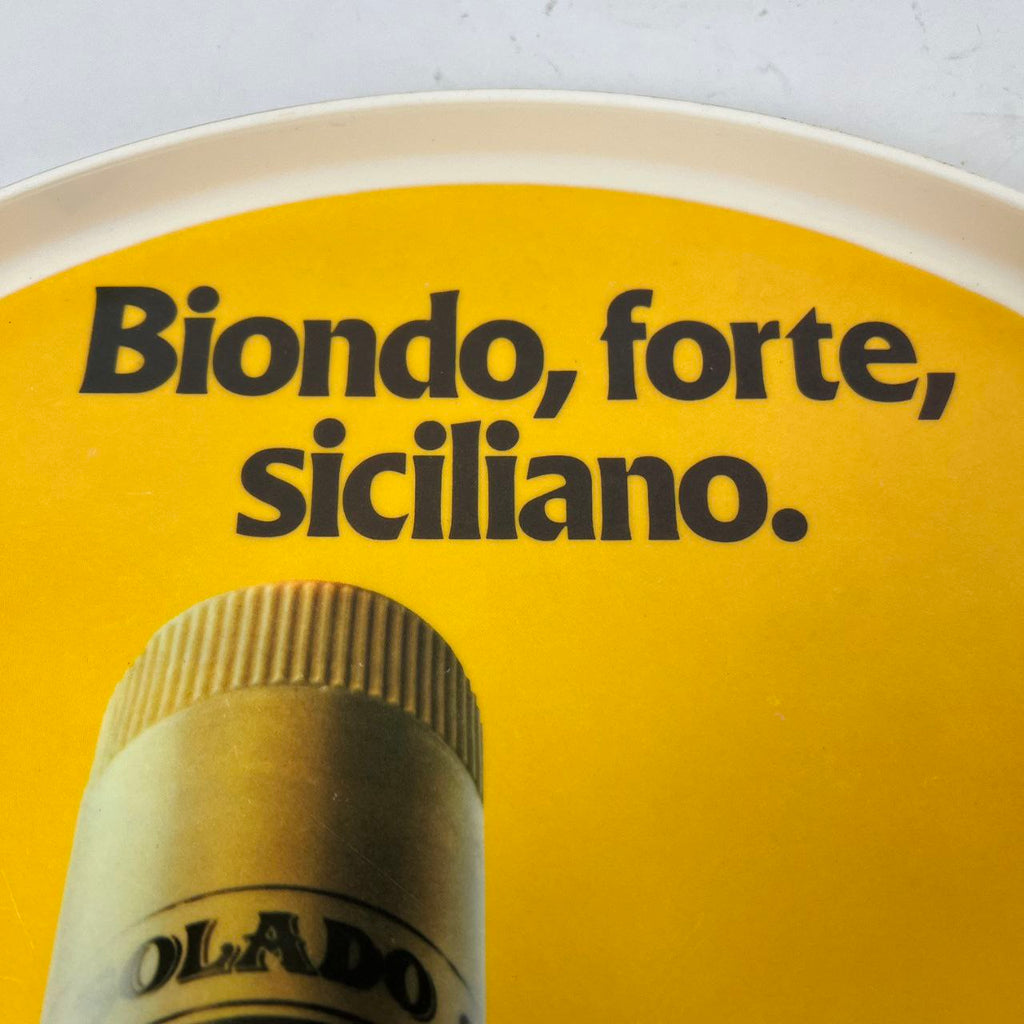 Biondo, forte,
siciliano.
OLADO